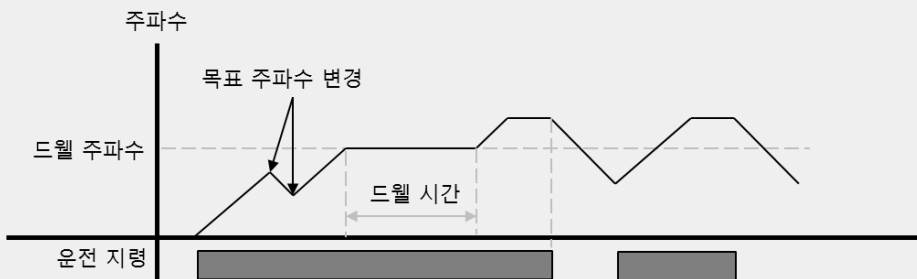 주파수
목표 주파수 변경
드웰 주파수
드웰 시간
운전 지령